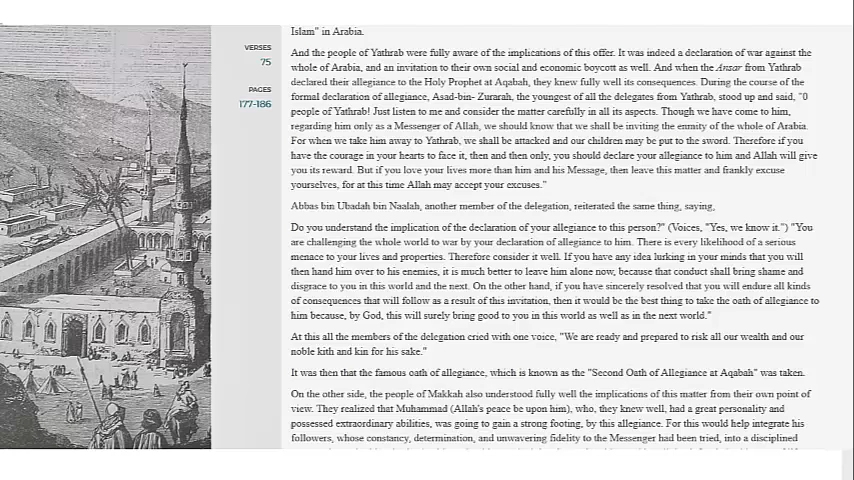 Islam" in Arabia.
VERSES
75
PAGES
177-186
And the people of Yathrab were fully aware of the implications of this offer. It was indeed a declaration of war against the
whole of Arabia, and an invitation to their own social and economic boycott as well. And when the Ansar from Yathrab
declared their allegiance to the Holy Prophet at Aqabah, they knew fully well its consequences. During the course of the
formal declaration of allegiance, Asad-bin- Zurarah, the youngest of all the delegates from Yathrab, stood up and said, "0
people of Yathrab! Just listen to me and consider the matter carefully in all its aspects. Though we have come to him,
regarding him only as a Messenger of Allah, we should know that we shall be inviting the enmity of the whole of Arabia.
For when we take him away to Yathrab, we shall be attacked and our children may be put to the sword. Therefore if you
have the courage in your hearts to face it, then and then only, you should declare your allegiance to him and Allah will give
you its reward. But if you love your lives more than him and his Message, then leave this matter and frankly excuse
yourselves, for at this time Allah may accept your excuses."
Abbas bin Ubadah bin Naalah, another member of the delegation, reiterated the same thing, saying,
Do you understand the implication of the declaration of your allegiance to this person?" (Voices, "Yes, we know it.") "You
are challenging the whole world to war by your declaration of allegiance to him. There is every likelihood of a serious
menace to your lives and properties. Therefore consider it well. If you have any idea lurking in your minds that you will
then hand him over to his enemies, it is much better to leave him alone now, because that conduct shall bring shame and
disgrace to you in this world and the next. On the other hand, if you have sincerely resolved that you will endure all kinds
of consequences that will follow as a result of this invitation, then it would be the best thing to take the oath of allegiance to
him because, by God, this will surely bring good to you in this world as well as in the next world."
At this all the members of the delegation cried with one voice, "We are ready and prepared to risk all our wealth and our
noble kith and kin for his sake."
It was then that the famous oath of allegiance, which is known as the "Second Oath of Allegiance at Aqabah" was taken.
On the other side, the people of Makkah also understood fully well the implications of this matter from their own point of
view. They realized that Muhammad (Allah's peace be upon him), who, they knew well, had a great personality and
possessed extraordinary abilities, was going to gain a strong footing, by this allegiance. For this would help integrate his
followers, whose constancy, determination, and unwavering fidelity to the Messenger had been tried, into a disciplined